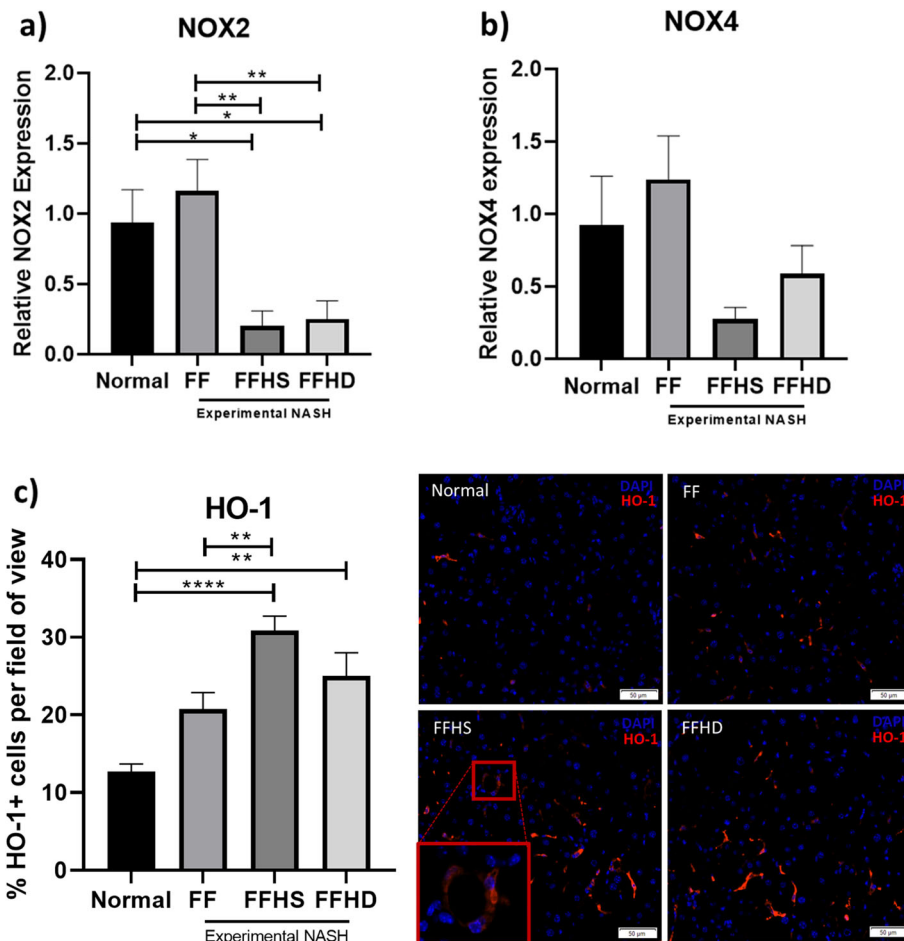 a)
NOX2
Relative NOX2 Expression
2.0
1.5
1.0
0.5
0.0
**
**
*
*
Normal FF FFHS FFHD
Experimental NASH
b)
NOX4
Relative NOX4 expression
2.0
1.5
1.0
0.5
0.0
Normal FF FFHS FFHD
Experimental NASH
c)
HO-1
% HO-1+ cells per field of view
40
30
20
10
0
**
**
****
Normal FF FFHS FFHD
Experimental NASH
Normal
DAPI
HO-1
50 µm
FF
DAPI
HO-1
50 µm
FFHS
DAPI
HO-1
50 µm
FFHD
DAPI
HO-1
50 µm